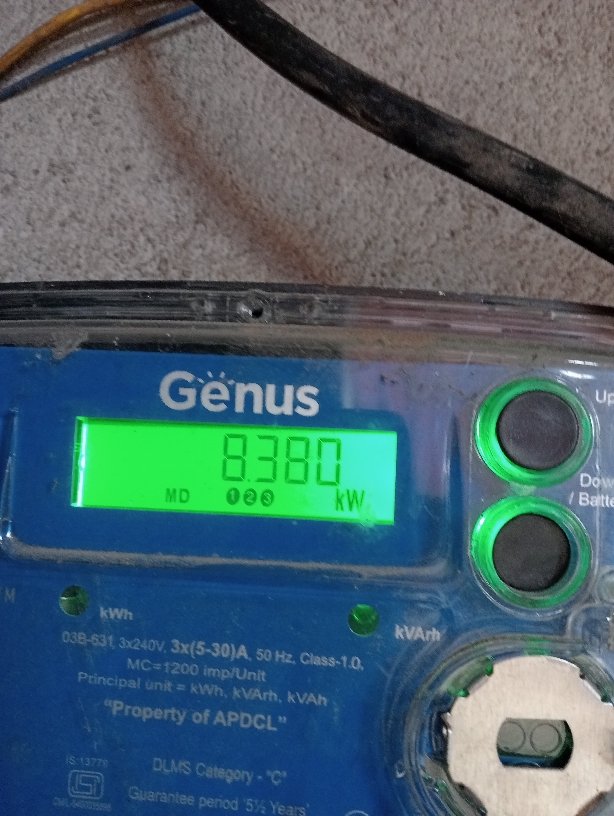 Genus
8.380
MD 1 2 3 kW
Up
Dow
/ Batte
kWh
kVArh
03B-631, 3x240V, 3x(5-30)A, 50 Hz, Class-1.0,
MC=1200 imp/Unit
Principal unit = kWh, kVArh, kVAh
"Property of APDCL"
IS 13779
DLMS Category - "C"
Guarantee period '5½ Years'